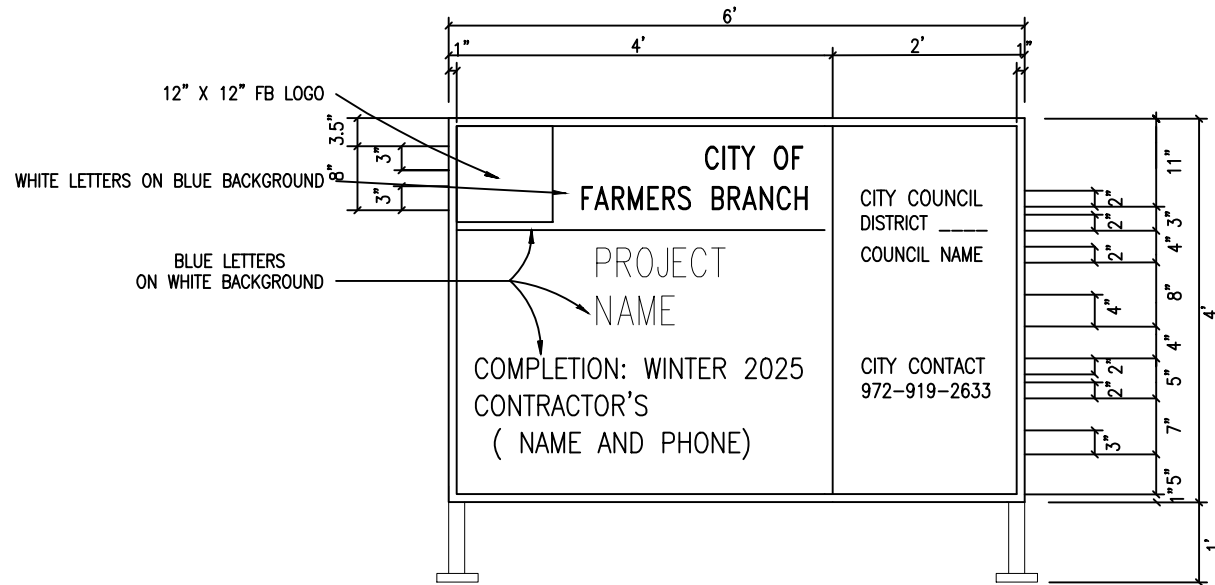 6'
1"
4'
2'
1"
12" X 12" FB LOGO
3.5"
3"
8"
3"
WHITE LETTERS ON BLUE BACKGROUND
BLUE LETTERS
ON WHITE BACKGROUND
CITY OF
FARMERS BRANCH
PROJECT
NAME
COMPLETION: WINTER 2025
CONTRACTOR'S
( NAME AND PHONE)
CITY COUNCIL
DISTRICT ____
COUNCIL NAME
CITY CONTACT
972-919-2633
2"
2"
2"
4"
2"
2"
3"
11"
3"
4"
8"
4"
5"
7"
5"
1"
4'
1'